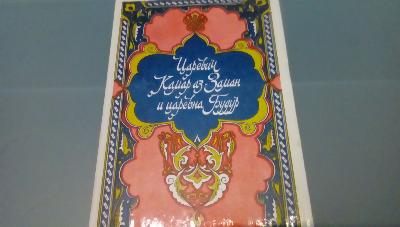 Царевич
Камар аз-Заман
и царевна Будур